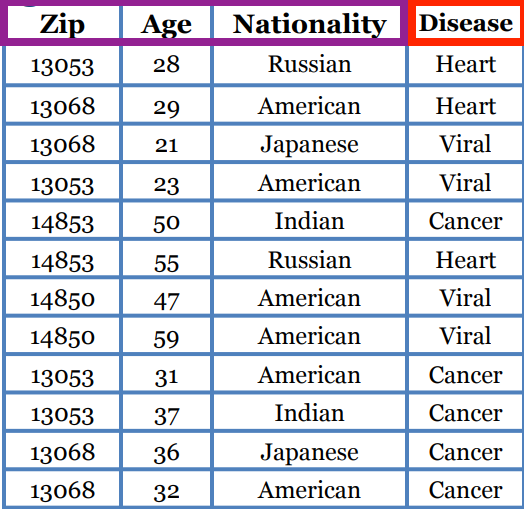 Zip Age Nationality Disease
13053 28 Russian Heart
13068 29 American Heart
13068 21 Japanese Viral
13053 23 American Viral
14853 50 Indian Cancer
14853 55 Russian Heart
14850 47 American Viral
14850 59 American Viral
13053 31 American Cancer
13053 37 Indian Cancer
13068 36 Japanese Cancer
13068 32 American Cancer